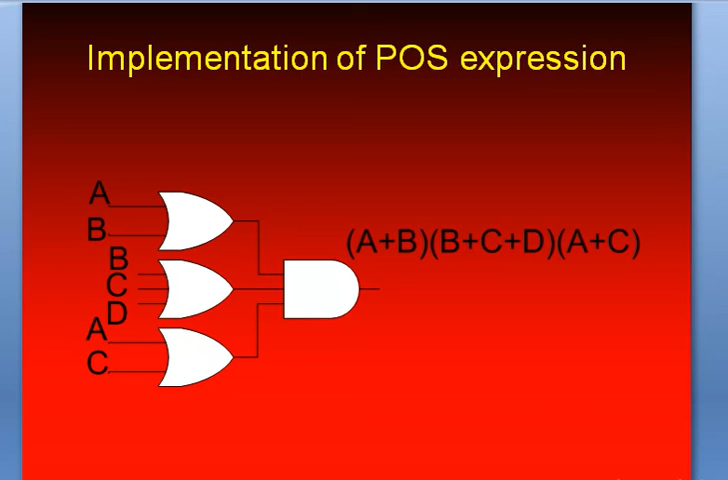 Implementation of POS expression
A
B
B
C
D
A
C
(A+B)(B+C+D)(A+C)